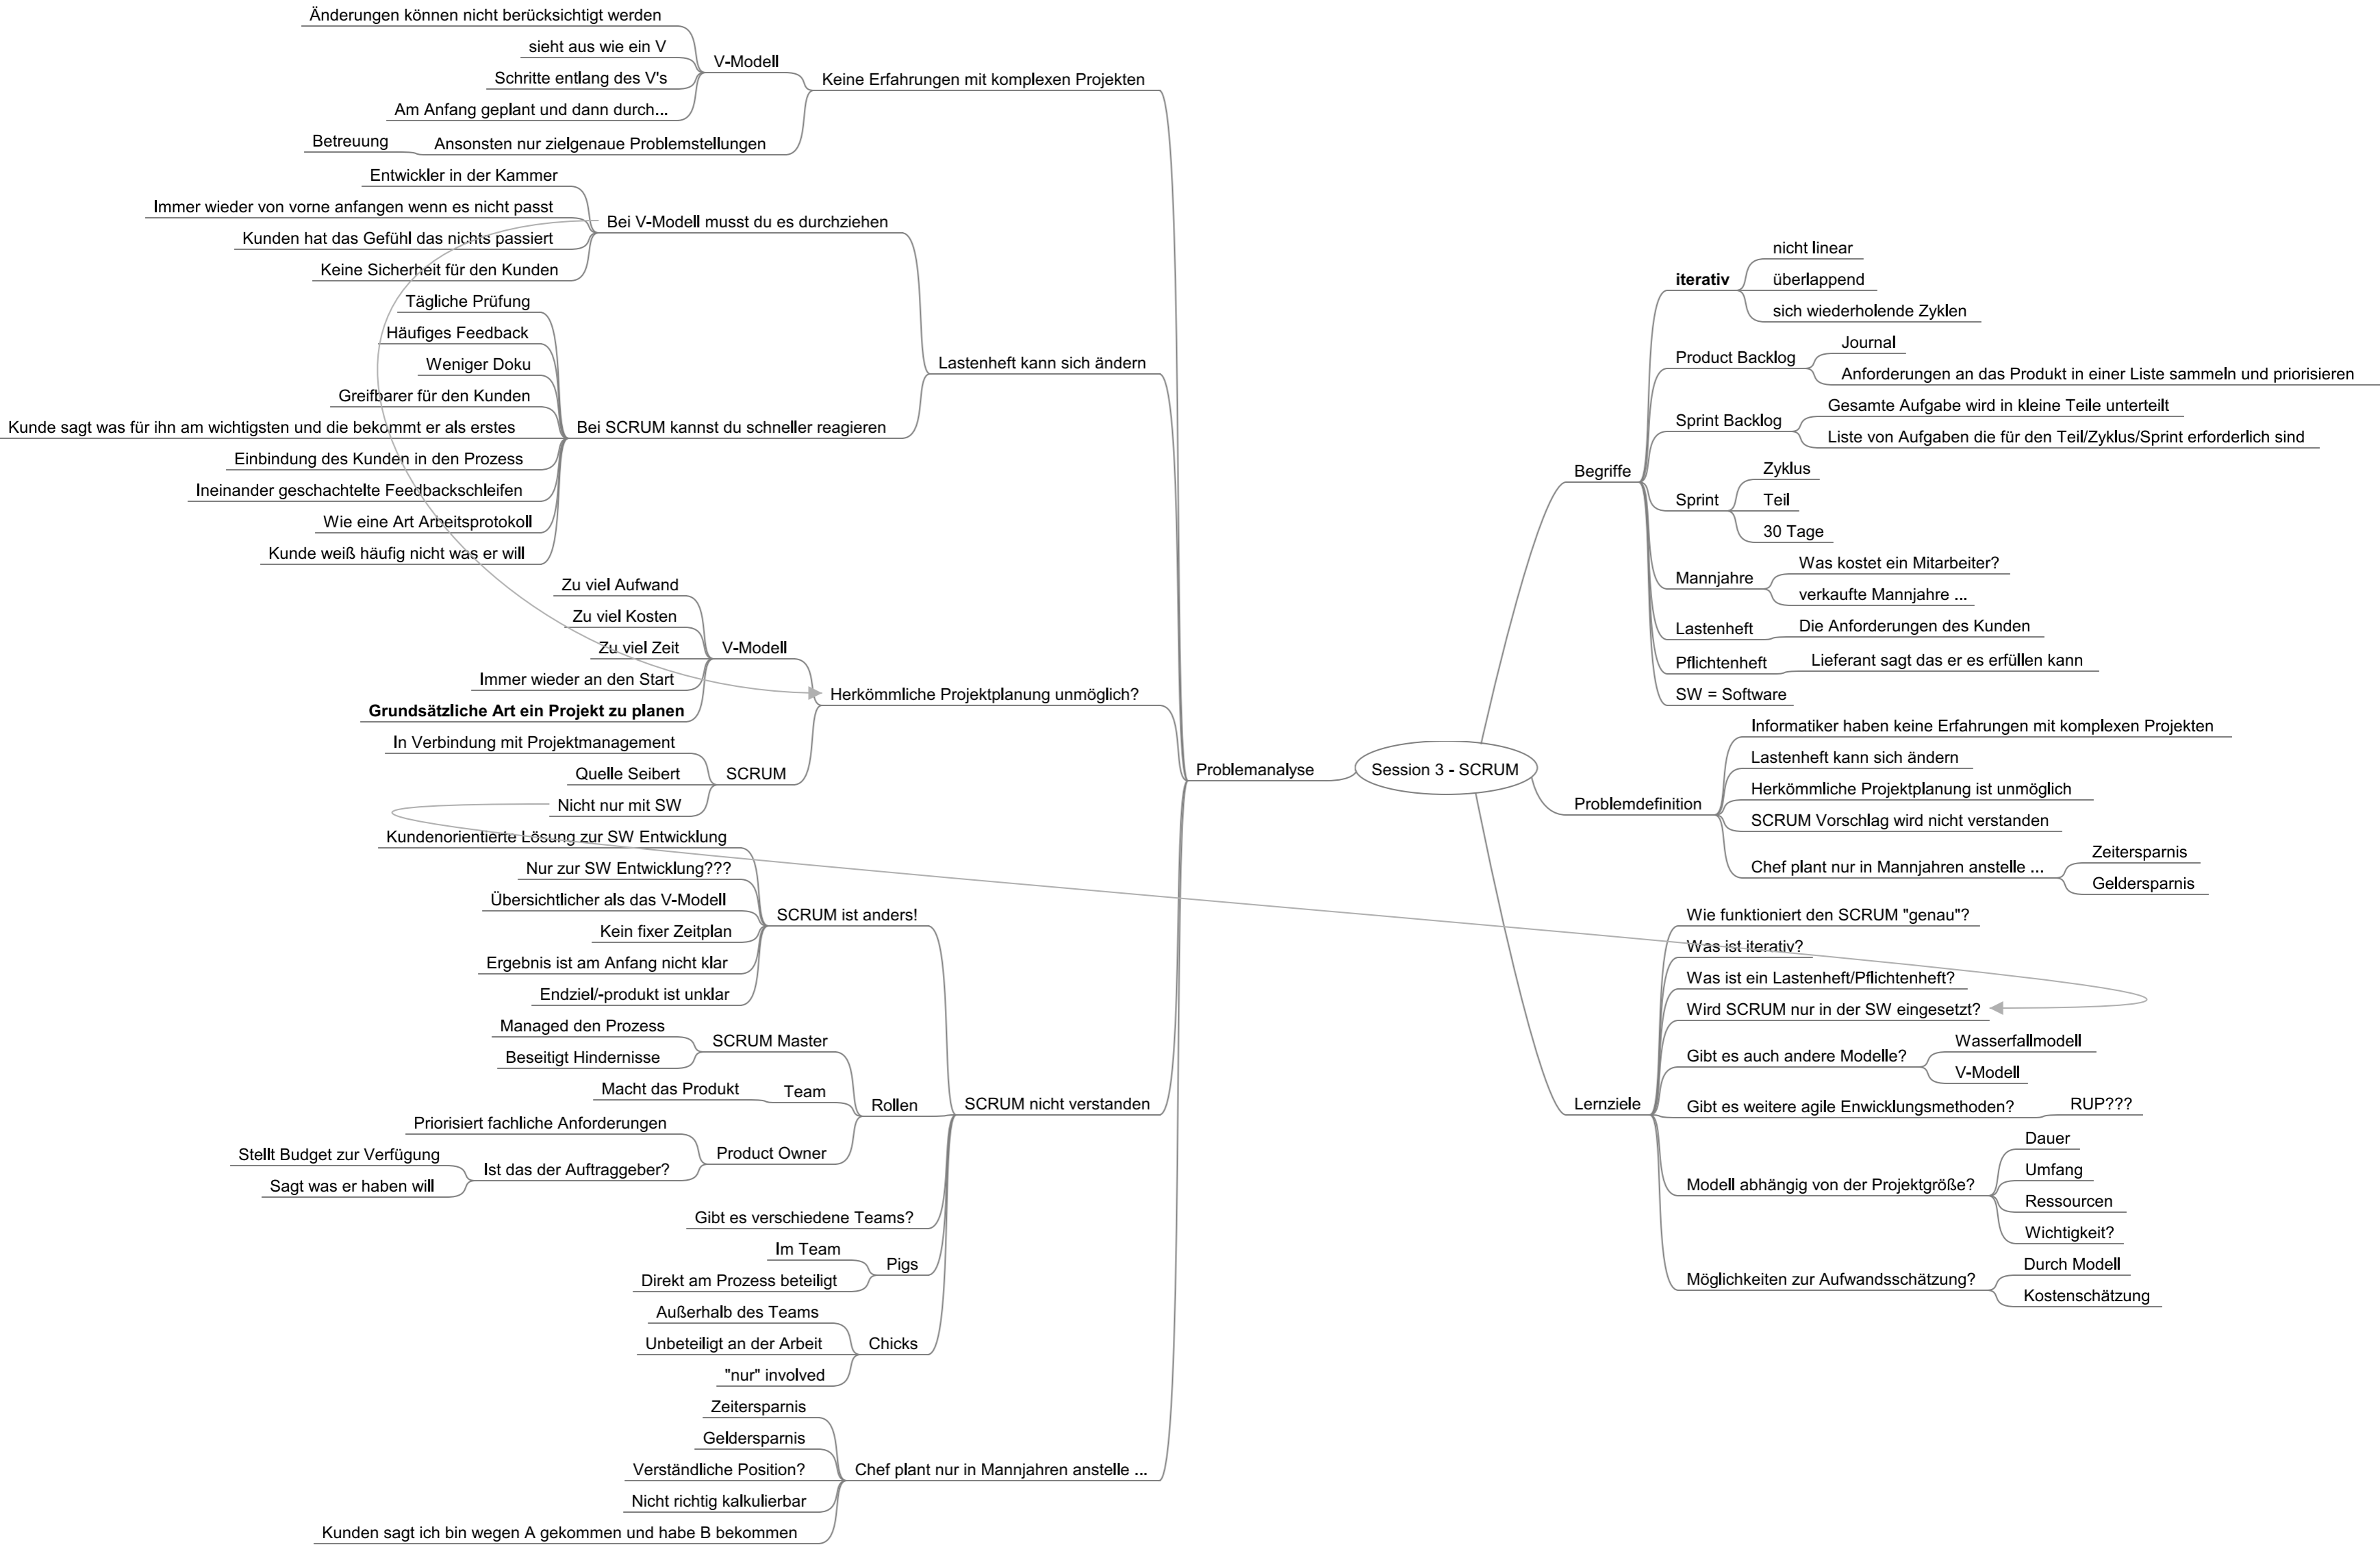 Session 3 - SCRUM
Begriffe
iterativ
nicht linear
überlappend
sich wiederholende Zyklen
Product Backlog
Journal
Anforderungen an das Produkt in einer Liste sammeln und priorisieren
Sprint Backlog
Gesamte Aufgabe wird in kleine Teile unterteilt
Liste von Aufgaben die für den Teil/Zyklus/Sprint erforderlich sind
Sprint
Zyklus
Teil
30 Tage
Mannjahre
Was kostet ein Mitarbeiter?
verkaufte Mannjahre ...
Lastenheft
Die Anforderungen des Kunden
Pflichtenheft
Lieferant sagt das er es erfüllen kann
SW = Software
Problemdefinition
Informatiker haben keine Erfahrungen mit komplexen Projekten
Lastenheft kann sich ändern
Herkömmliche Projektplanung ist unmöglich
SCRUM Vorschlag wird nicht verstanden
Chef plant nur in Mannjahren anstelle ...
Zeitersparnis
Geldersparnis
Lernziele
Wie funktioniert den SCRUM "genau"?
Was ist iterativ?
Was ist ein Lastenheft/Pflichtenheft?
Wird SCRUM nur in der SW eingesetzt?
Gibt es auch andere Modelle?
Wasserfallmodell
V-Modell
Gibt es weitere agile Enwicklungsmethoden?
RUP???
Modell abhängig von der Projektgröße?
Dauer
Umfang
Ressourcen
Wichtigkeit?
Möglichkeiten zur Aufwandsschätzung?
Durch Modell
Kostenschätzung
Problemanalyse
Keine Erfahrungen mit komplexen Projekten
V-Modell
Änderungen können nicht berücksichtigt werden
sieht aus wie ein V
Schritte entlang des V's
Am Anfang geplant und dann durch...
Ansonsten nur zielgenaue Problemstellungen
Betreuung
Lastenheft kann sich ändern
Bei V-Modell musst du es durchziehen
Entwickler in der Kammer
Immer wieder von vorne anfangen wenn es nicht passt
Kunden hat das Gefühl das nichts passiert
Keine Sicherheit für den Kunden
Bei SCRUM kannst du schneller reagieren
Tägliche Prüfung
Häufiges Feedback
Weniger Doku
Greifbarer für den Kunden
Kunde sagt was für ihn am wichtigsten und die bekommt er als erstes
Einbindung des Kunden in den Prozess
Ineinander geschachtelte Feedbackschleifen
Wie eine Art Arbeitsprotokoll
Kunde weiß häufig nicht was er will
Herkömmliche Projektplanung unmöglich?
V-Modell
Zu viel Aufwand
Zu viel Kosten
Zu viel Zeit
Immer wieder an den Start
Grundsätzliche Art ein Projekt zu planen
SCRUM
In Verbindung mit Projektmanagement
Quelle Seibert
Nicht nur mit SW
SCRUM nicht verstanden
SCRUM ist anders!
Kundenorientierte Lösung zur SW Entwicklung
Nur zur SW Entwicklung???
Übersichtlicher als das V-Modell
Kein fixer Zeitplan
Ergebnis ist am Anfang nicht klar
Endziel/-produkt ist unklar
Rollen
SCRUM Master
Managed den Prozess
Beseitigt Hindernisse
Team
Macht das Produkt
Product Owner
Priorisiert fachliche Anforderungen
Ist das der Auftraggeber?
Stellt Budget zur Verfügung
Sagt was er haben will
Gibt es verschiedene Teams?
Pigs
Im Team
Direkt am Prozess beteiligt
Chicks
Außerhalb des Teams
Unbeteiligt an der Arbeit
"nur" involved
Chef plant nur in Mannjahren anstelle ...
Zeitersparnis
Geldersparnis
Verständliche Position?
Nicht richtig kalkulierbar
Kunden sagt ich bin wegen A gekommen und habe B bekommen